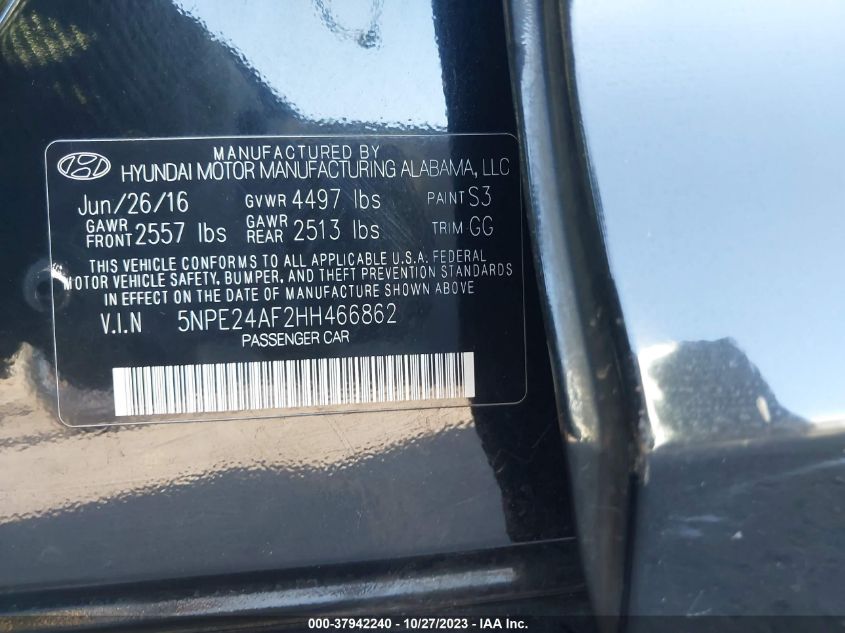 MANUFACTURED BY
HYUNDAI MOTOR MANUFACTURING ALABAMA, LLC
Jun/26/16 GVWR 4497 lbs PAINT S3
GAWR FRONT 2557 lbs GAWR REAR 2513 lbs TRIM GG
THIS VEHICLE CONFORMS TO ALL APPLICABLE U.S.A. FEDERAL
MOTOR VEHICLE SAFETY, BUMPER, AND THEFT PREVENTION STANDARDS
IN EFFECT ON THE DATE OF MANUFACTURE SHOWN ABOVE.
V.I.N 5NPE24AF2HH466862
PASSENGER CAR
000-37942240 - 10/27/2023 - IAA Inc.